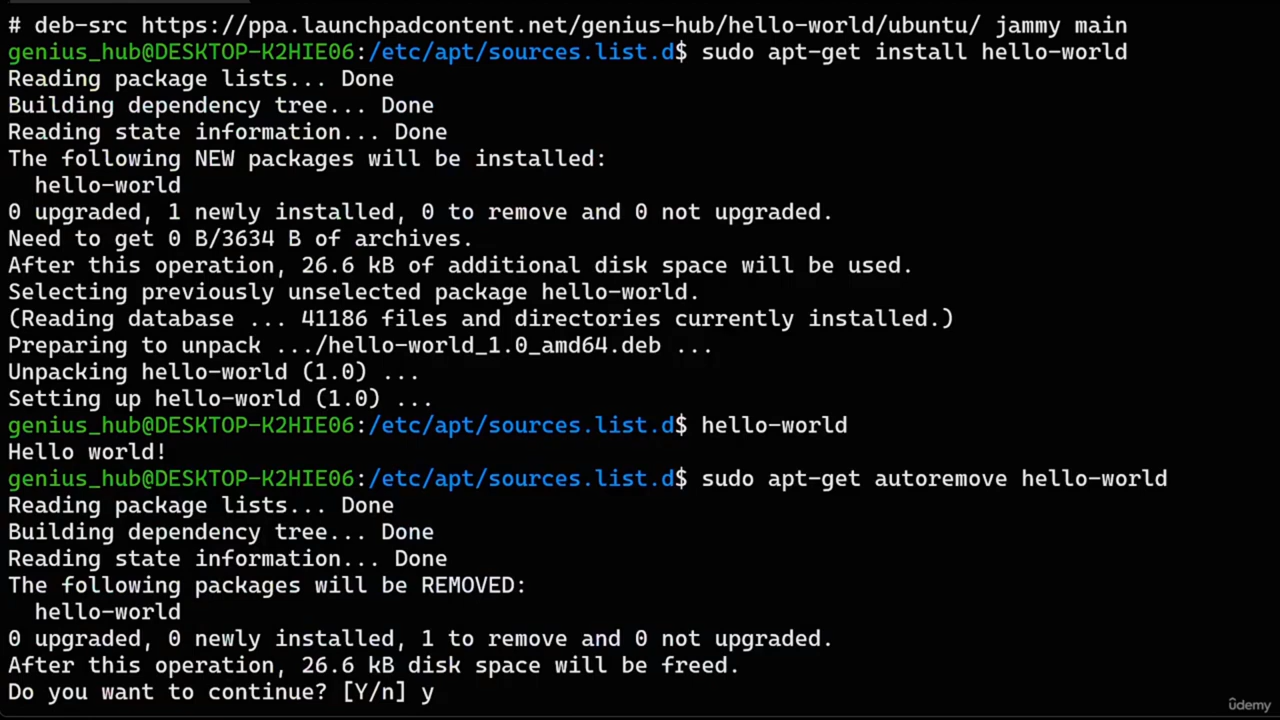 # deb-src https://ppa.launchpadcontent.net/genius-hub/hello-world/ubuntu/ jammy main
genius_hub@DESKTOP-K2HIE06:/etc/apt/sources.list.d$ sudo apt-get install hello-world
Reading package lists... Done
Building dependency tree... Done
Reading state information... Done
The following NEW packages will be installed:
  hello-world
0 upgraded, 1 newly installed, 0 to remove and 0 not upgraded.
Need to get 0 B/3634 B of archives.
After this operation, 26.6 kB of additional disk space will be used.
Selecting previously unselected package hello-world.
(Reading database ... 41186 files and directories currently installed.)
Preparing to unpack .../hello-world_1.0_amd64.deb ...
Unpacking hello-world (1.0) ...
Setting up hello-world (1.0) ...
genius_hub@DESKTOP-K2HIE06:/etc/apt/sources.list.d$ hello-world
Hello world!
genius_hub@DESKTOP-K2HIE06:/etc/apt/sources.list.d$ sudo apt-get autoremove hello-world
Reading package lists... Done
Building dependency tree... Done
Reading state information... Done
The following packages will be REMOVED:
  hello-world
0 upgraded, 0 newly installed, 1 to remove and 0 not upgraded.
After this operation, 26.6 kB disk space will be freed.
Do you want to continue? [Y/n] y
ûdemy